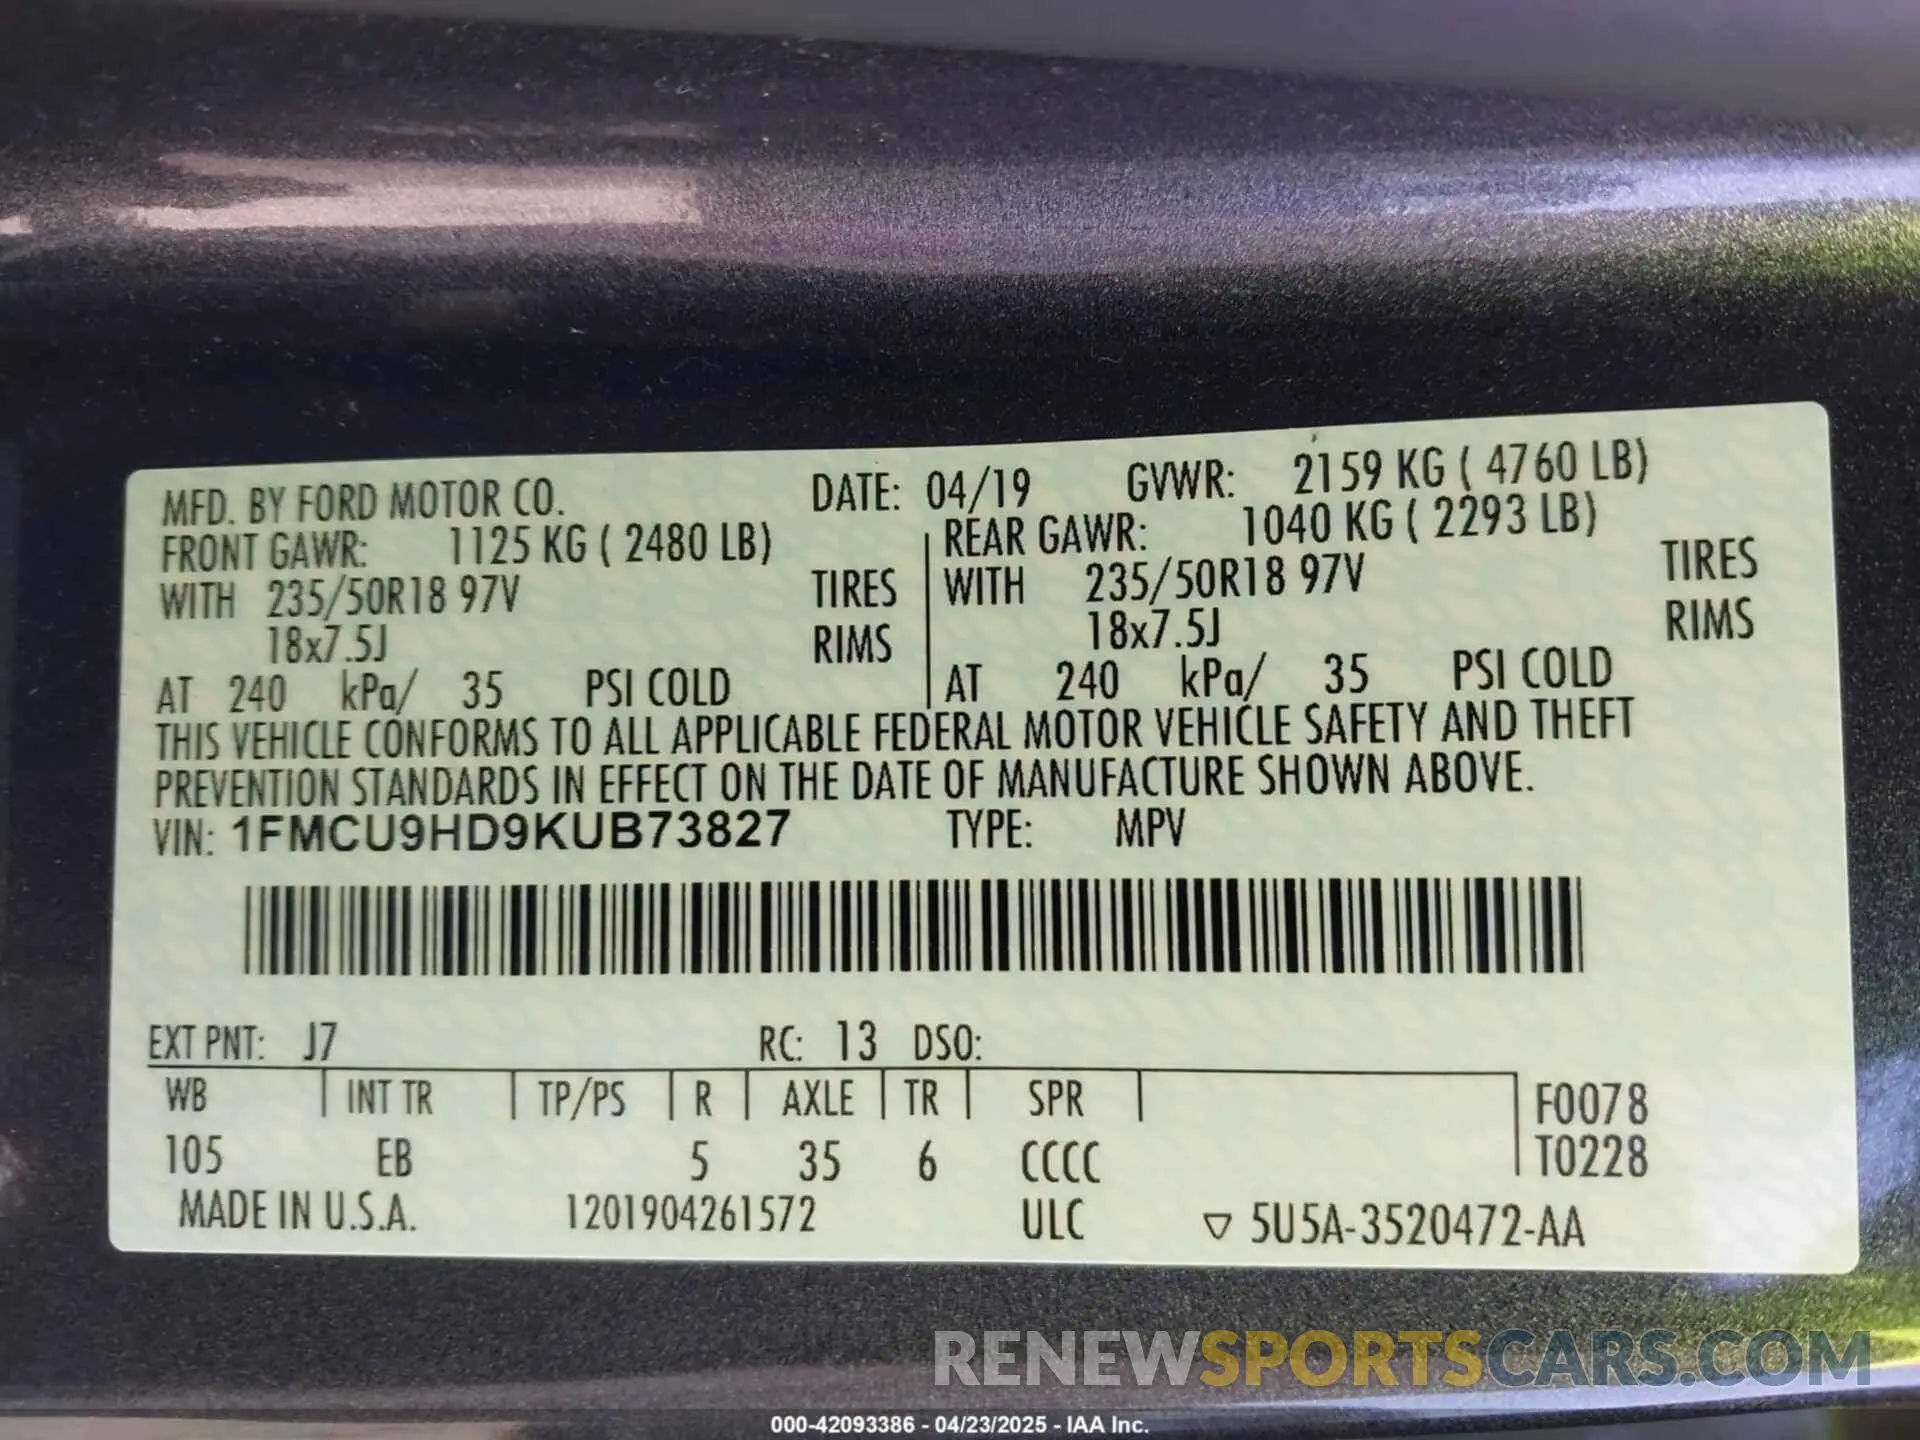 MFD. BY FORD MOTOR CO. DATE: 04/19 GVWR: 2159 KG ( 4760 LB)
FRONT GAWR: 1125 KG ( 2480 LB) REAR GAWR: 1040 KG ( 2293 LB)
WITH 235/50R18 97V TIRES WITH 235/50R18 97V TIRES
18x7.5J RIMS 18x7.5J RIMS
AT 240 kPa/ 35 PSI COLD AT 240 kPa/ 35 PSI COLD
THIS VEHICLE CONFORMS TO ALL APPLICABLE FEDERAL MOTOR VEHICLE SAFETY AND THEFT
PREVENTION STANDARDS IN EFFECT ON THE DATE OF MANUFACTURE SHOWN ABOVE.
VIN: 1FMCU9HD9KUB73827 TYPE: MPV
EXT PNT: J7 RC: 13 DSO:
WB INT TR TP/PS R AXLE TR SPR F0078
105 EB 5 35 6 CCCC T0228
MADE IN U.S.A. 1201904261572 ULC ▽ 5U5A-3520472-AA
RENEWSPORTSCARS.COM
000-42093386 - 04/23/2025 - IAA Inc.